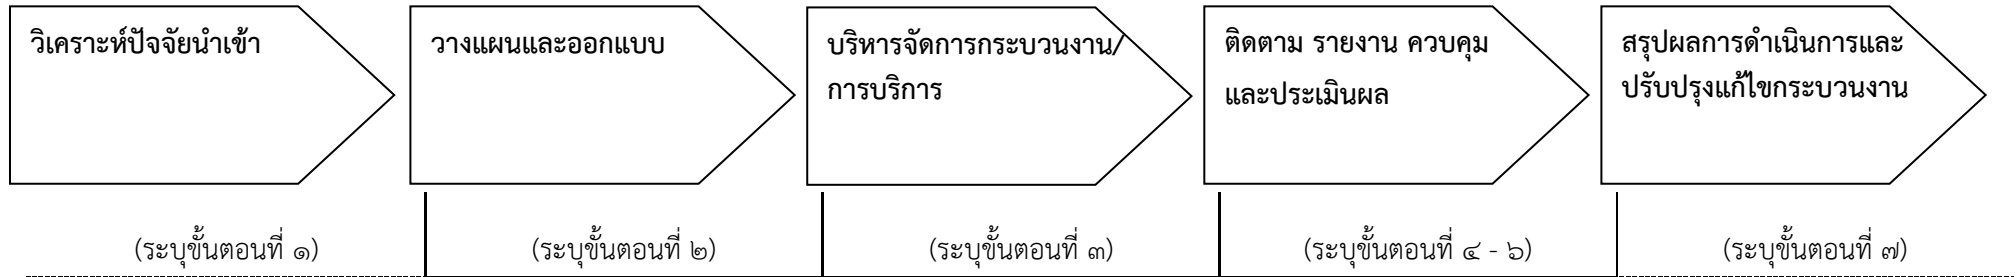 วิเคราะห์ปัจจัยนำเข้า
วางแผนและออกแบบ
บริหารจัดการกระบวนงาน/
การบริการ
ติดตาม รายงาน ควบคุม
และประเมินผล
สรุปผลการดำเนินการและ
ปรับปรุงแก้ไขกระบวนงาน
(ระบุขั้นตอนที่ ๑)
(ระบุขั้นตอนที่ ๒)
(ระบุขั้นตอนที่ ๓)
(ระบุขั้นตอนที่ ๔ - ๖)
(ระบุขั้นตอนที่ ๗)